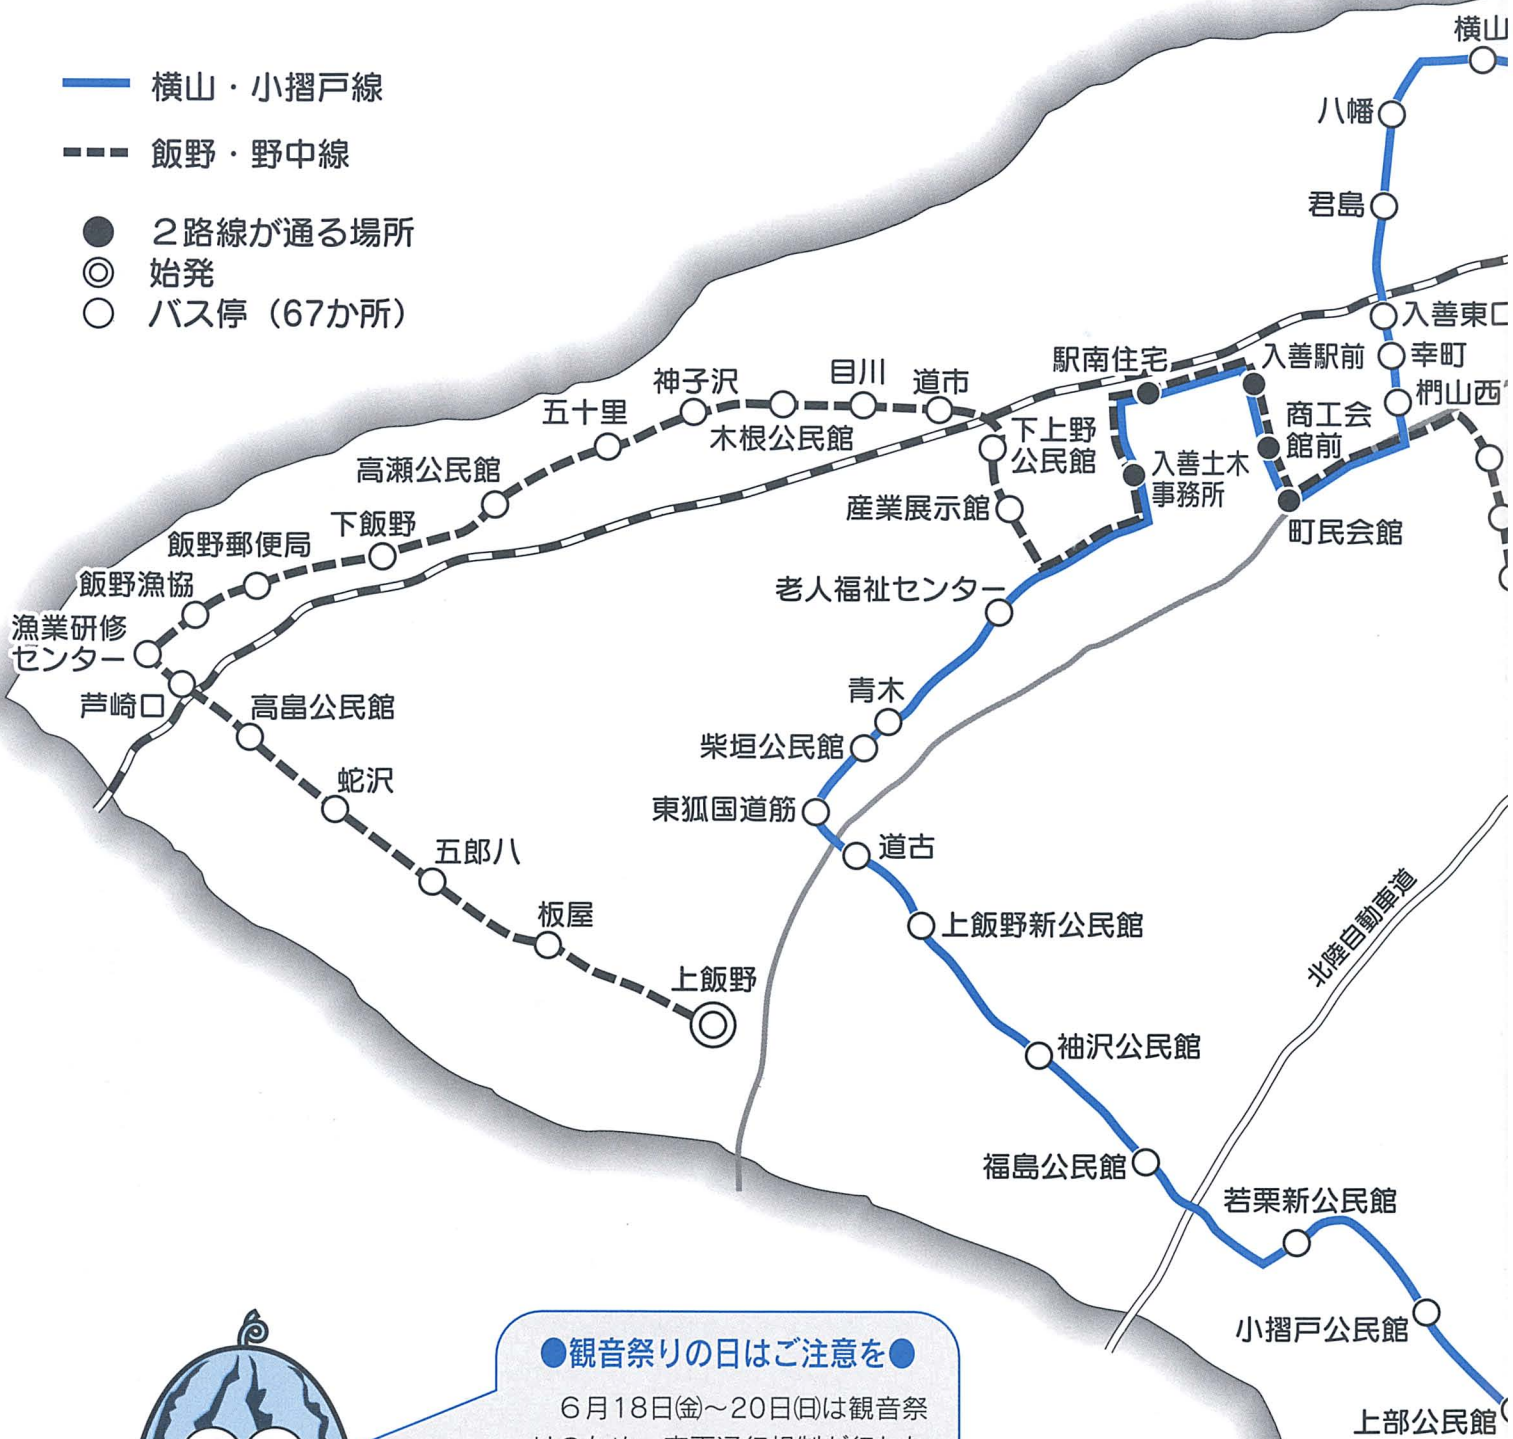 横山・小摺戸線
飯野・野中線
２路線が通る場所
始発
バス停（67か所）
横山
八幡
君島
入善東口
幸町
椚山西
駅南住宅
入善駅前
商工会
館前
入善土木
事務所
町民会館
神子沢
目川
道市
五十里
木根公民館
下上野
公民館
高瀬公民館
産業展示館
下飯野
飯野郵便局
飯野漁協
漁業研修
センター
老人福祉センター
芦崎口
高畠公民館
青木
柴垣公民館
蛇沢
東狐国道筋
道古
五郎八
板屋
上飯野新公民館
上飯野
北陸自動車道
袖沢公民館
福島公民館
若栗新公民館
小摺戸公民館
上部公民館
●観音祭りの日はご注意を●
６月18日㈮～20日㈰は観音祭